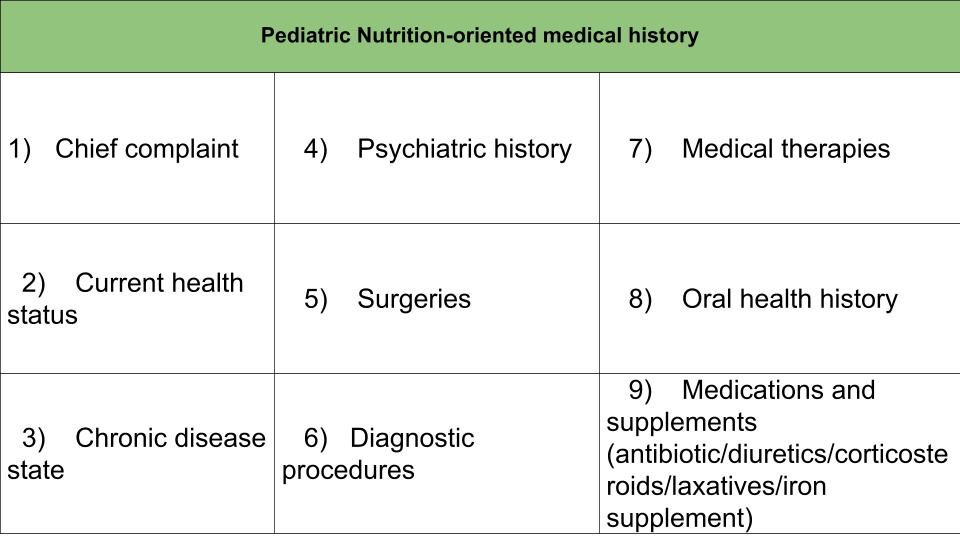 Pediatric Nutrition-oriented medical history
1) Chief complaint
4) Psychiatric history
7) Medical therapies
2) Current health
status
5) Surgeries
8) Oral health history
3) Chronic disease
state
6) Diagnostic
procedures
9) Medications and
supplements
(antibiotic/diuretics/corticoste
roids/laxatives/iron
supplement)